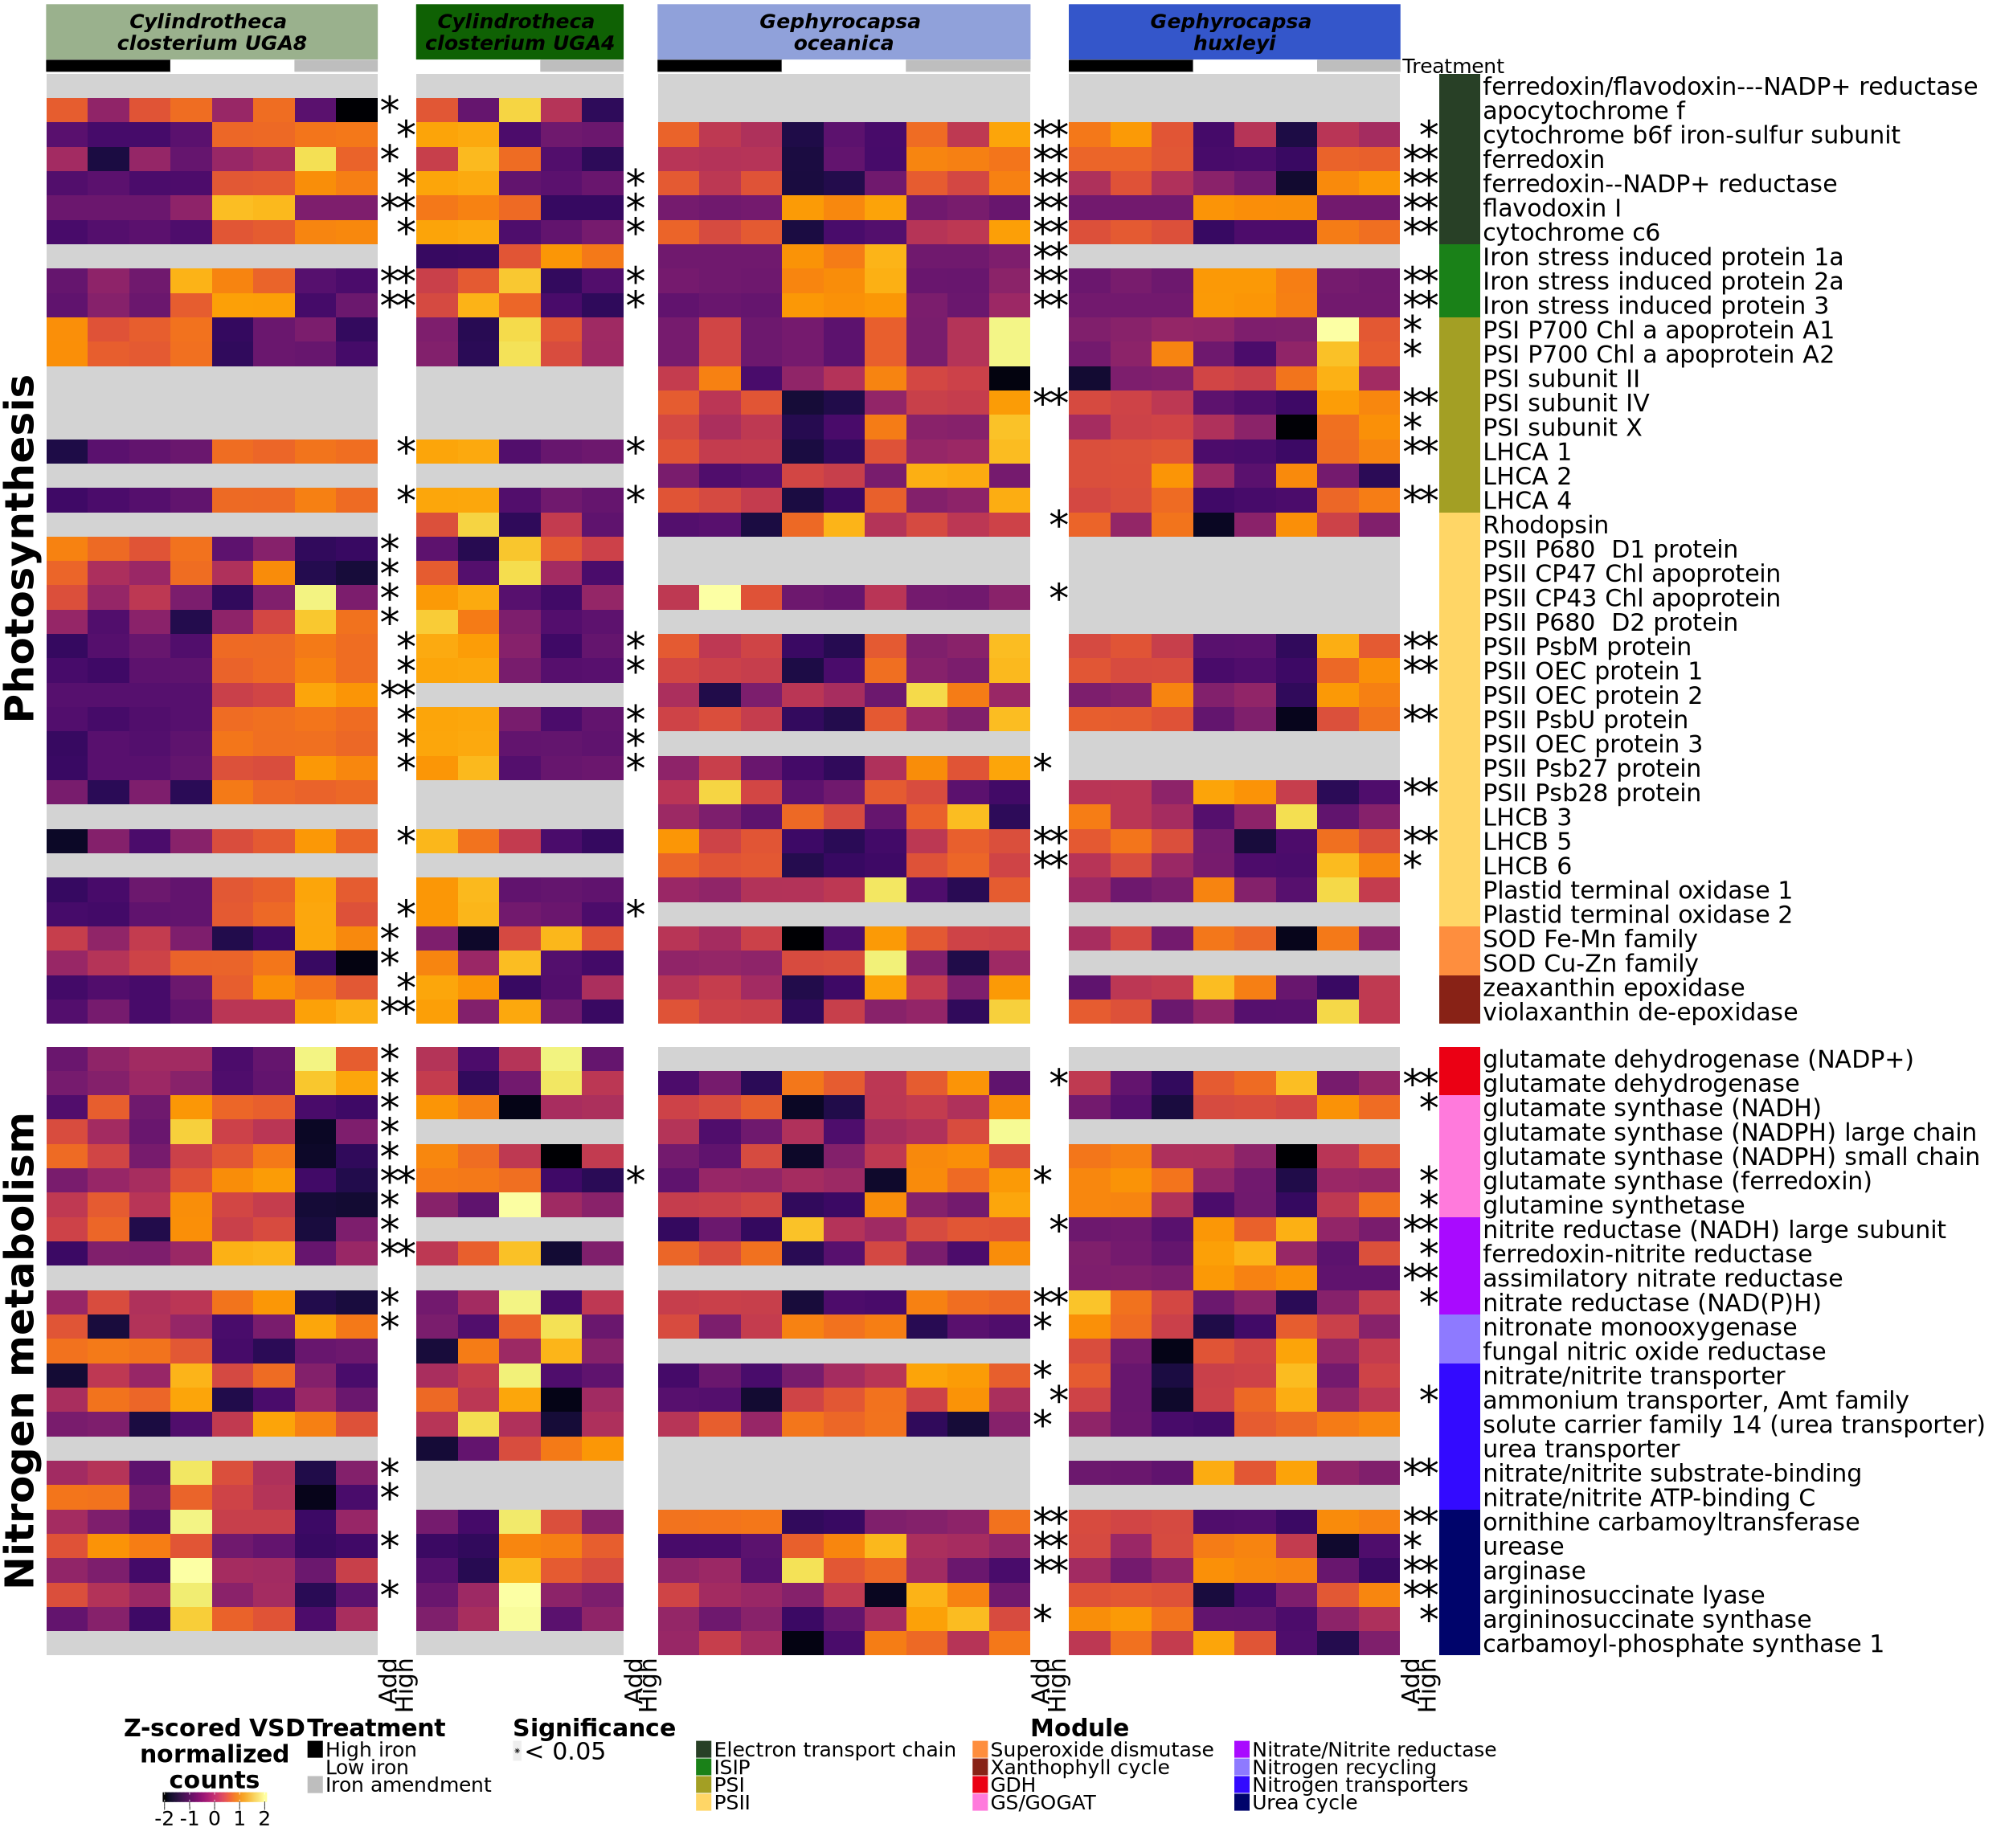 Cylindrotheca
closterium UGA8
Cylindrotheca
closterium UGA4
Gephyrocapsa
oceanica
Gephyrocapsa
huxleyi
Treatment
Photosynthesis
ferredoxin/flavodoxin---NADP+ reductase
apocytochrome f
*
cytochrome b6f iron-sulfur subunit
* ** *
ferredoxin
* ** **
ferredoxin--NADP+ reductase
* * ** **
flavodoxin I
** * ** **
cytochrome c6
* * ** **
Iron stress induced protein 1a
**
Iron stress induced protein 2a
** * ** **
Iron stress induced protein 3
** * ** **
PSI P700 Chl a apoprotein A1
*
PSI P700 Chl a apoprotein A2
*
PSI subunit II
PSI subunit IV
** **
PSI subunit X
*
LHCA 1
* * **
LHCA 2
LHCA 4
* * **
Rhodopsin
*
PSII P680  D1 protein
*
PSII CP47 Chl apoprotein
*
PSII CP43 Chl apoprotein
* *
PSII P680  D2 protein
*
PSII PsbM protein
* * **
PSII OEC protein 1
* * **
PSII OEC protein 2
**
PSII PsbU protein
* * **
PSII OEC protein 3
* *
PSII Psb27 protein
* * *
PSII Psb28 protein
**
LHCB 3
LHCB 5
* ** **
LHCB 6
** *
Plastid terminal oxidase 1
Plastid terminal oxidase 2
* *
SOD Fe-Mn family
*
SOD Cu-Zn family
*
zeaxanthin epoxidase
*
violaxanthin de-epoxidase
**
Nitrogen metabolism
glutamate dehydrogenase (NADP+)
*
glutamate dehydrogenase
* * **
glutamate synthase (NADH)
* *
glutamate synthase (NADPH) large chain
*
glutamate synthase (NADPH) small chain
*
glutamate synthase (ferredoxin)
** * * *
glutamine synthetase
* *
nitrite reductase (NADH) large subunit
* * **
ferredoxin-nitrite reductase
** *
assimilatory nitrate reductase
**
nitrate reductase (NAD(P)H)
* ** *
nitronate monooxygenase
* *
fungal nitric oxide reductase
nitrate/nitrite transporter
*
ammonium transporter, Amt family
* *
solute carrier family 14 (urea transporter)
*
urea transporter
nitrate/nitrite substrate-binding
* **
nitrate/nitrite ATP-binding C
*
ornithine carbamoyltransferase
** **
urease
* ** *
arginase
** **
argininosuccinate lyase
* **
argininosuccinate synthase
* *
carbamoyl-phosphate synthase 1
Add
High
Add
High
Add
High
Add
High
Z-scored VSD
normalized
counts
-2 -1 0 1 2
Treatment
High iron
Low iron
Iron amendment
Significance
* < 0.05
Module
Electron transport chain
ISIP
PSI
PSII
Superoxide dismutase
Xanthophyll cycle
GDH
GS/GOGAT
Nitrate/Nitrite reductase
Nitrogen recycling
Nitrogen transporters
Urea cycle